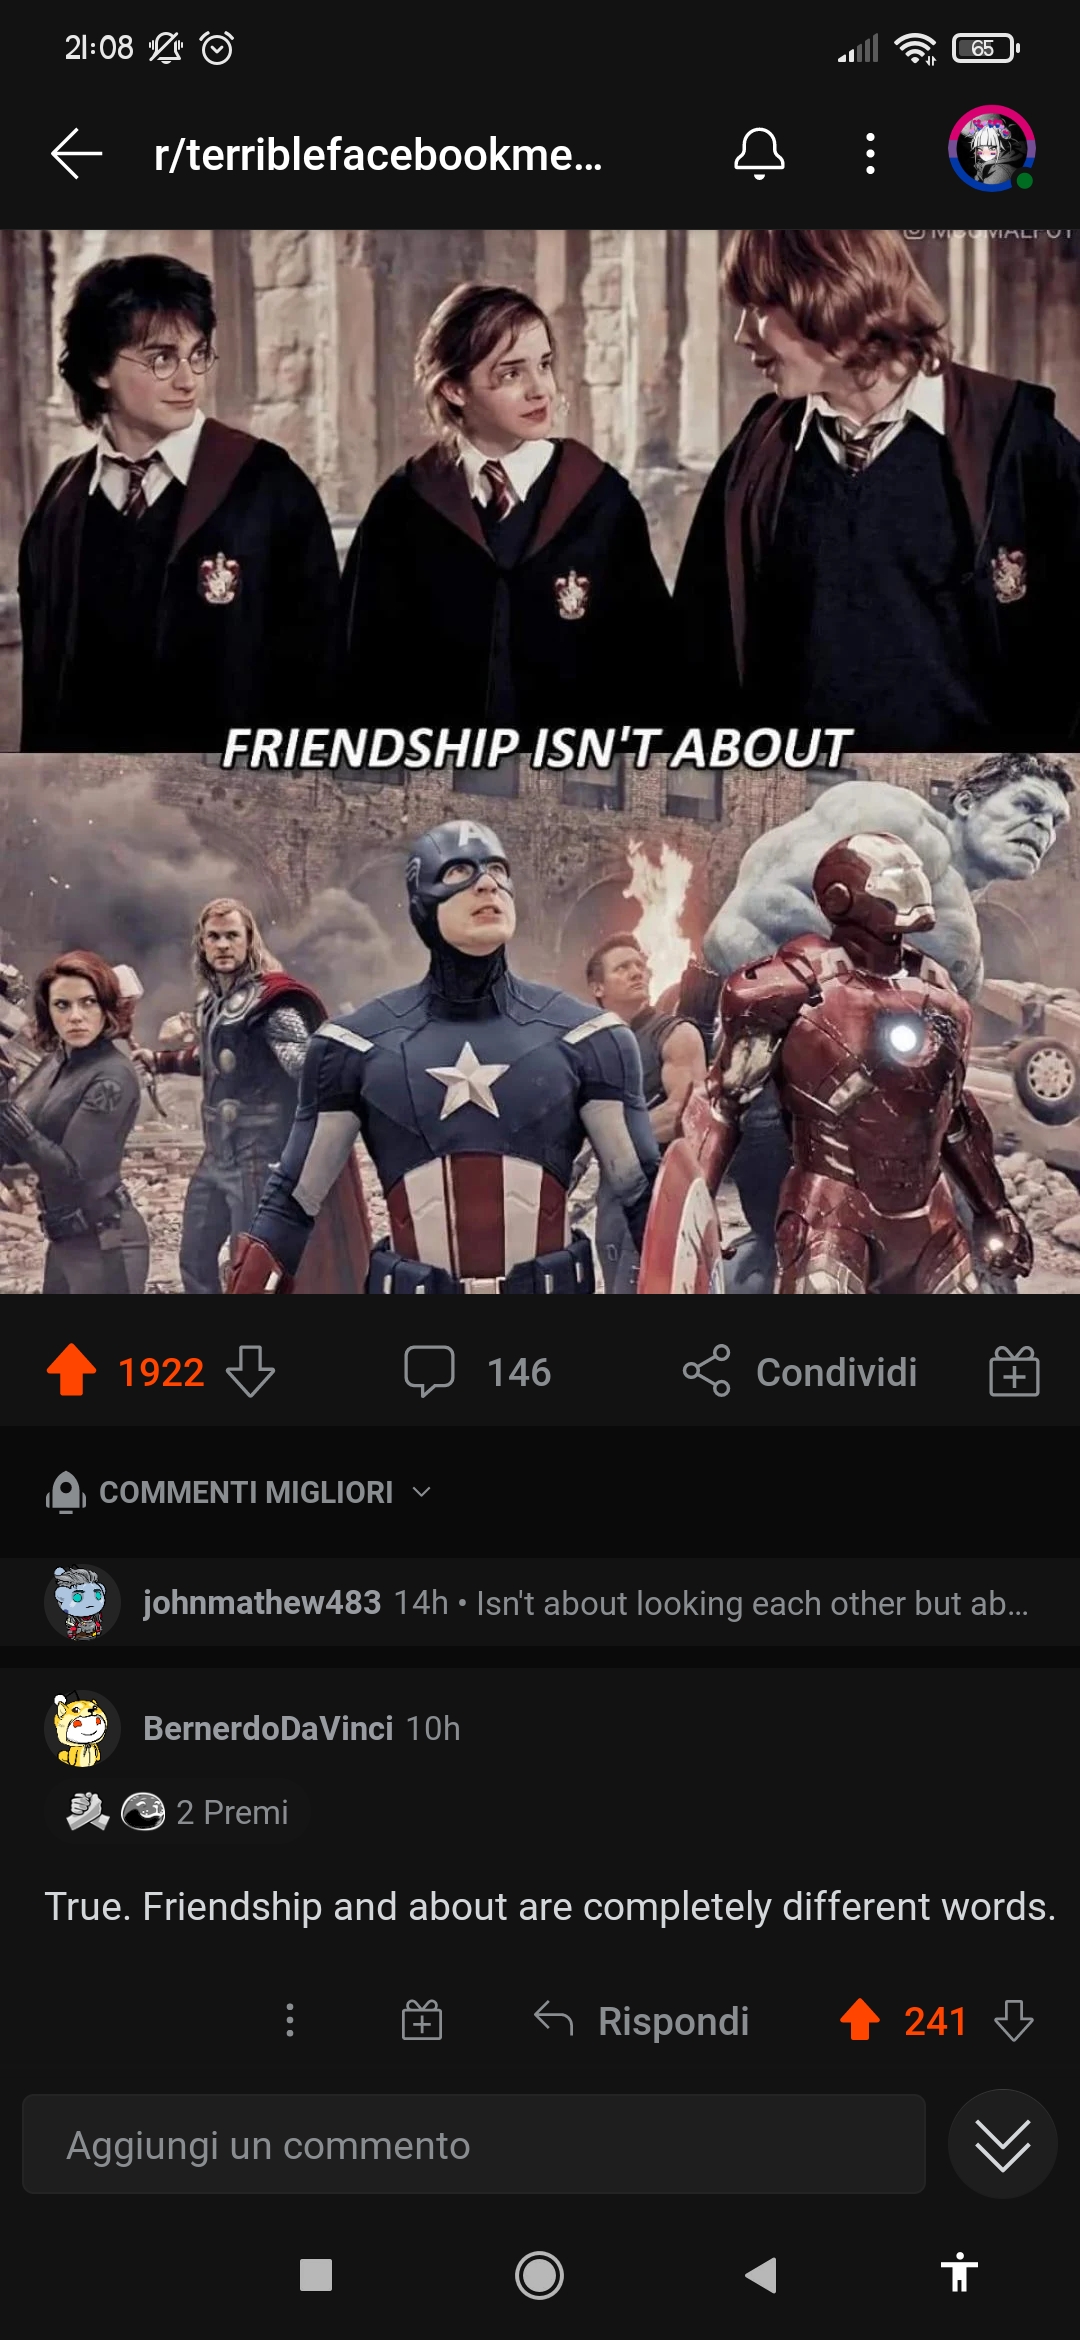 21:08
65
r/terriblefacebookme...
FRIENDSHIP ISN'T ABOUT
A
1922
146
Condividi
COMMENTI MIGLIORI
johnmathew483 14h • Isn't about looking each other but ab...
BernerdoDaVinci 10h
2 Premi
True. Friendship and about are completely different words.
Rispondi
241
Aggiungi un commento